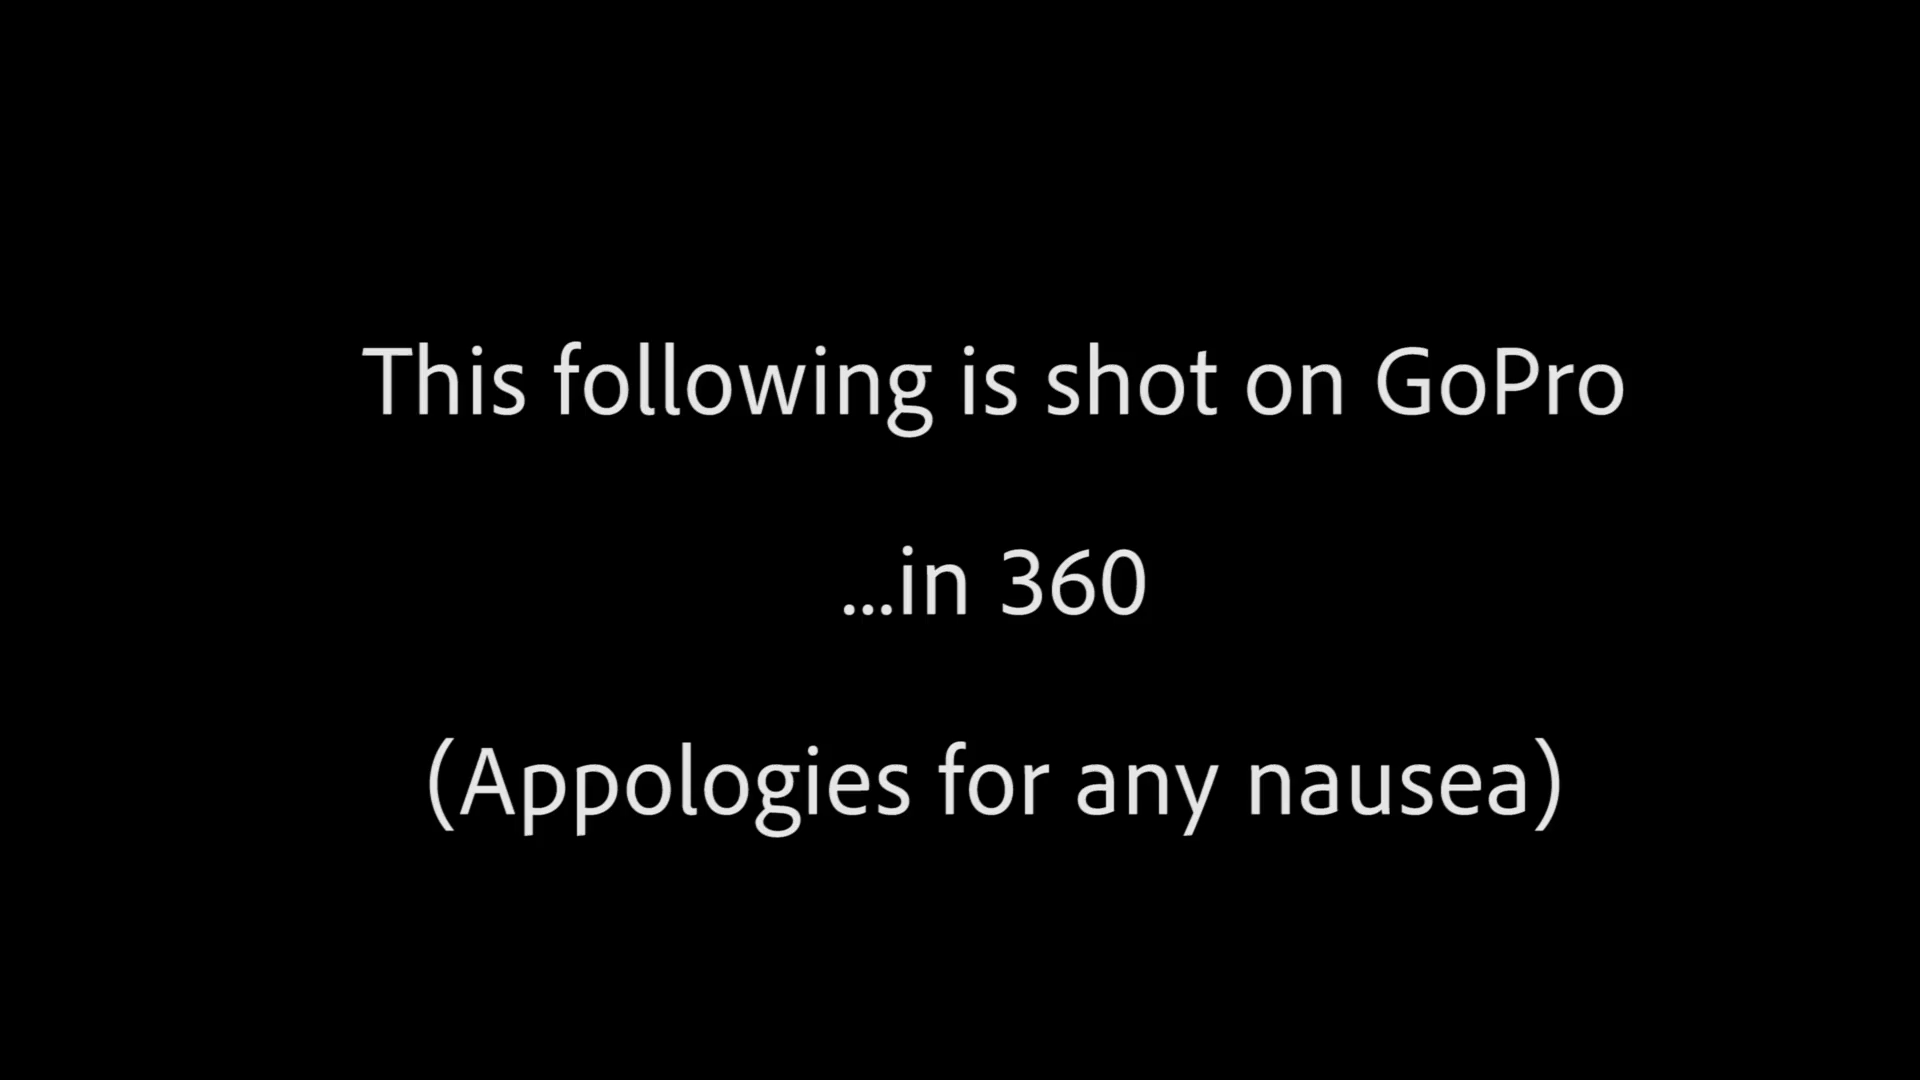 This following is shot on GoPro
...in 360
(Appologies for any nausea)